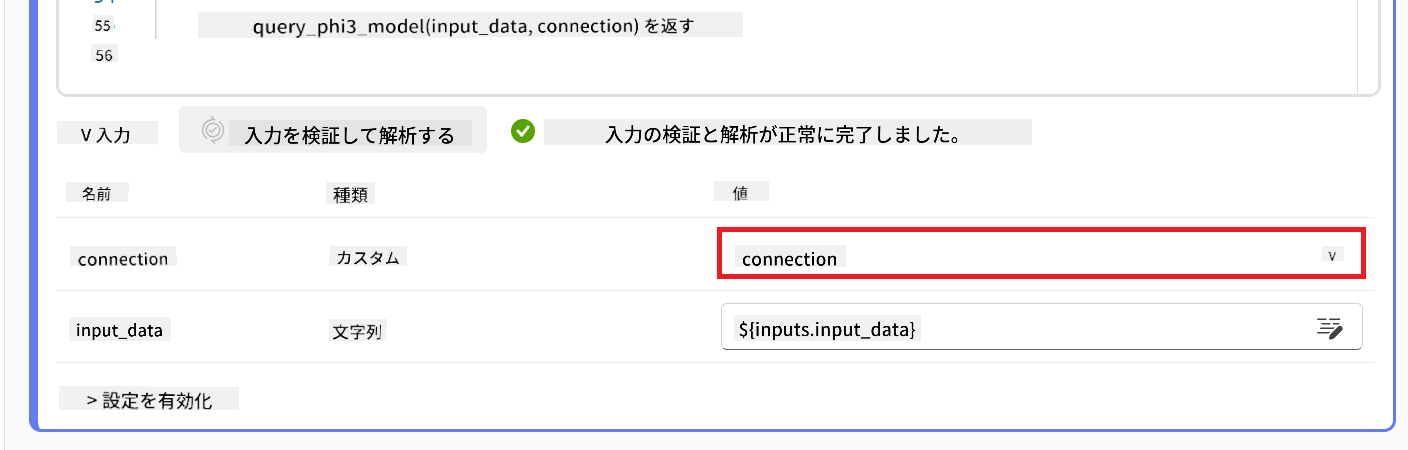 55 query_phi3_model(input_data, connection) を返す
56
V 入力 入力を検証して解析する 入力の検証と解析が正常に完了しました。
名前 種類 値
connection カスタム connection v
input_data 文字列 ${inputs.input_data}
> 設定を有効化